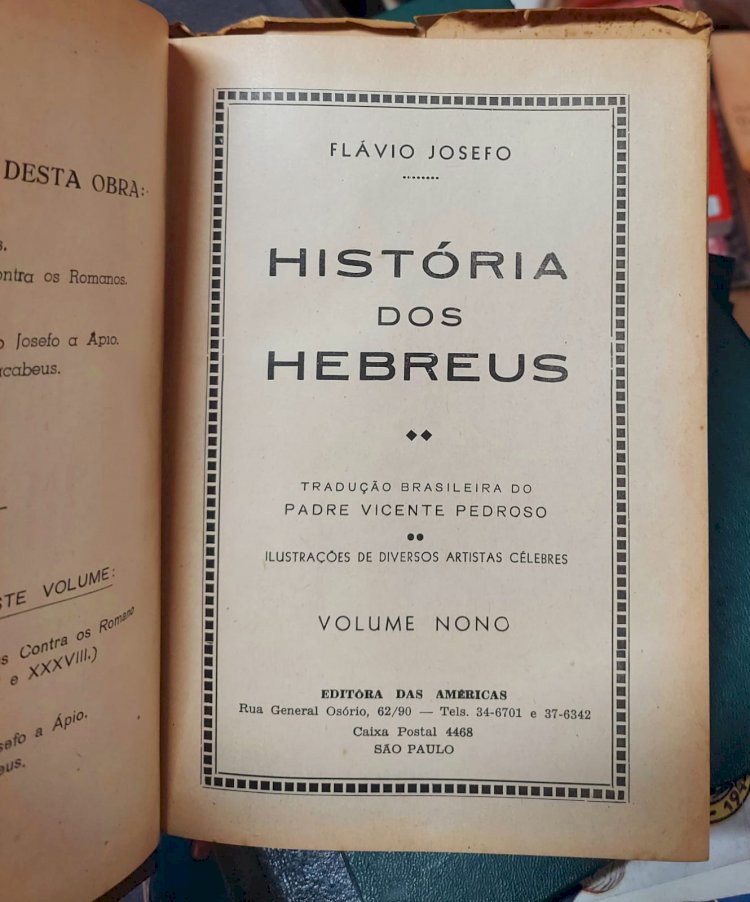 DESTA OBRA:
ontra os Romanos.
Josefo a Ápio.
cabeus.
STE VOLUME:
s Contra os Romano
e XXXVIII.)
sefo a Ápio.
eus.
FLÁVIO JOSEFO
HISTÓRIA
DOS
HEBREUS
TRADUÇÃO BRASILEIRA DO
PADRE VICENTE PEDROSO
ILUSTRAÇÕES DE DIVERSOS ARTISTAS CÉLEBRES
VOLUME NONO
EDITÔRA DAS AMÉRICAS
Rua General Osório, 62/90 — Tels. 34-6701 e 37-6342
Caixa Postal 4468
SÃO PAULO